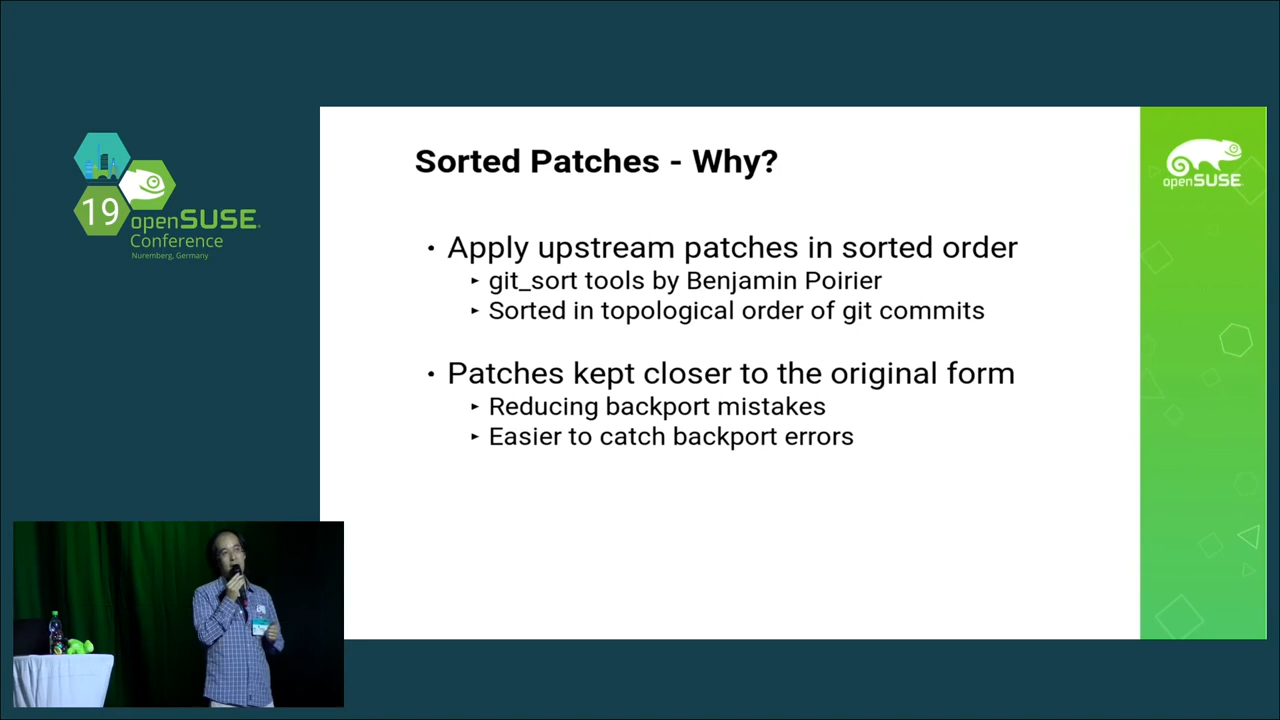 Sorted Patches - Why?
Apply upstream patches in sorted order
git_sort tools by Benjamin Poirier
Sorted in topological order of git commits
Patches kept closer to the original form
Reducing backport mistakes
Easier to catch backport errors
19
openSUSE
Conference
Nuremberg, Germany
openSUSE